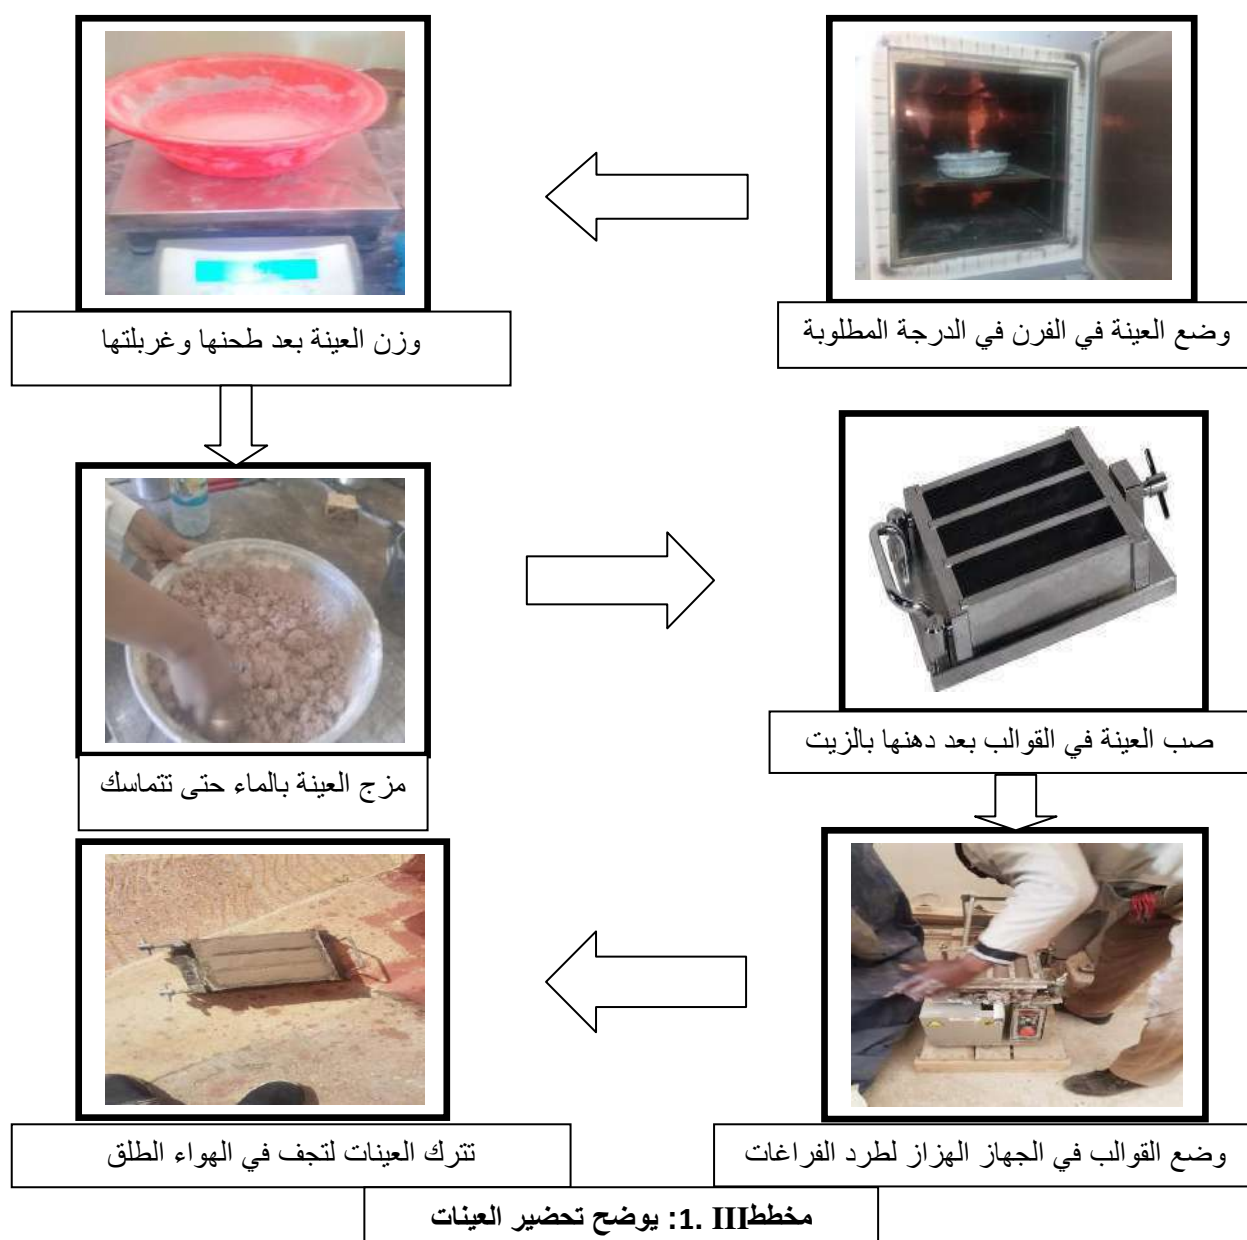 وضع العينة في الفرن في الدرجة المطلوبة
وزن العينة بعد طحنها وغربلتها
مزج العينة بالماء حتى تتماسك
صب العينة في القوالب بعد دهنها بالزيت
وضع القوالب في الجهاز الهزاز لطرد الفراغات
تترك العينات لتجف في الهواء الطلق
مخططIII .1: يوضح تحضير العينات